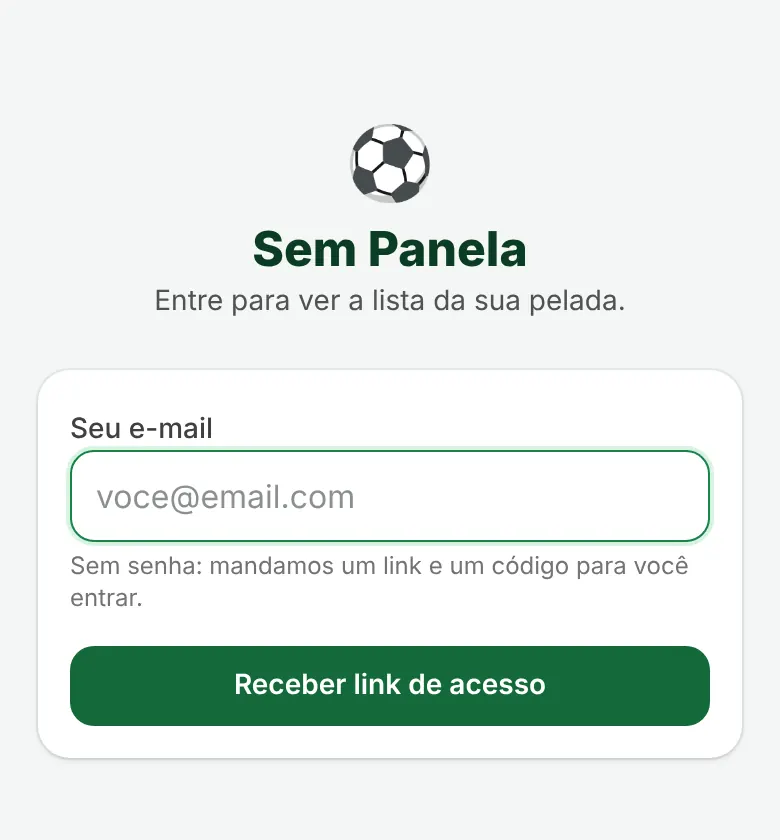 Sem Panela
Entre para ver a lista da sua pelada.
Seu e-mail
voce@email.com
Sem senha: mandamos um link e um código para você
entrar.
Receber link de acesso